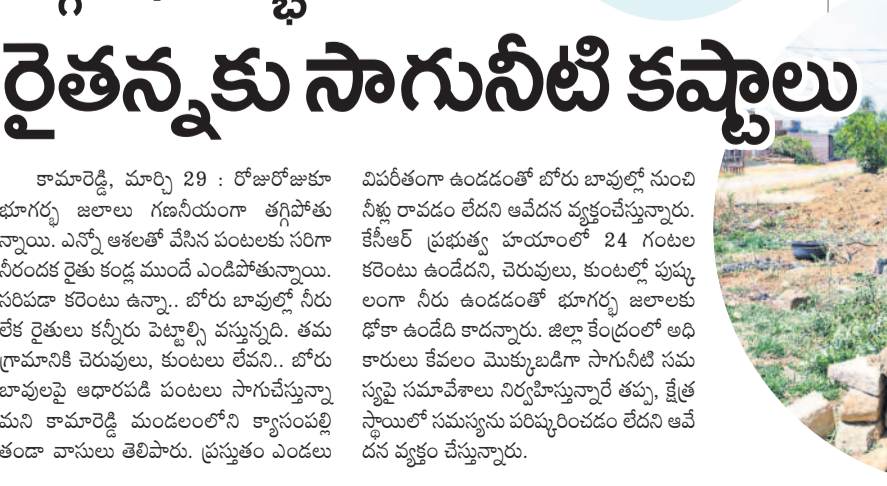 రైతన్నకు సాగునీటి కష్టాలు
కామారెడ్డి, మార్చి 29 : రోజురోజుకూ
భూగర్భ జలాలు గణనీయంగా తగ్గిపోతు
న్నాయి. ఎన్నో ఆశలతో వేసిన పంటలకు సరిగా
నీరందక రైతు కండ్ల ముందే ఎండిపోతున్నాయి.
సరిపడా కరెంటు ఉన్నా.. బోరు బావుల్లో నీరు
లేక రైతులు కన్నీరు పెట్టాల్సి వస్తున్నది. తమ
గ్రామానికి చెరువులు, కుంటలు లేవని.. బోరు
బావులపై ఆధారపడి పంటలు సాగుచేస్తున్నా
మని కామారెడ్డి మండలంలోని క్యాసంపల్లి
తండా వాసులు తెలిపారు. ప్రస్తుతం ఎండలు
విపరీతంగా ఉండడంతో బోరు బావుల్లో నుంచి
నీళ్లు రావడం లేదని ఆవేదన వ్యక్తంచేస్తున్నారు.
కేసీఆర్ ప్రభుత్వ హయాంలో 24 గంటల
కరెంటు ఉండేదని, చెరువులు, కుంటల్లో పుష్క
లంగా నీరు ఉండడంతో భూగర్భ జలాలకు
ఢోకా ఉండేది కాదన్నారు. జిల్లా కేంద్రంలో అధి
కారులు కేవలం మొక్కుబడిగా సాగునీటి సమ
స్యపై సమావేశాలు నిర్వహిస్తున్నారే తప్ప, క్షేత్ర
స్థాయిలో సమస్యను పరిష్కరించడం లేదని ఆవే
దన వ్యక్తం చేస్తున్నారు.